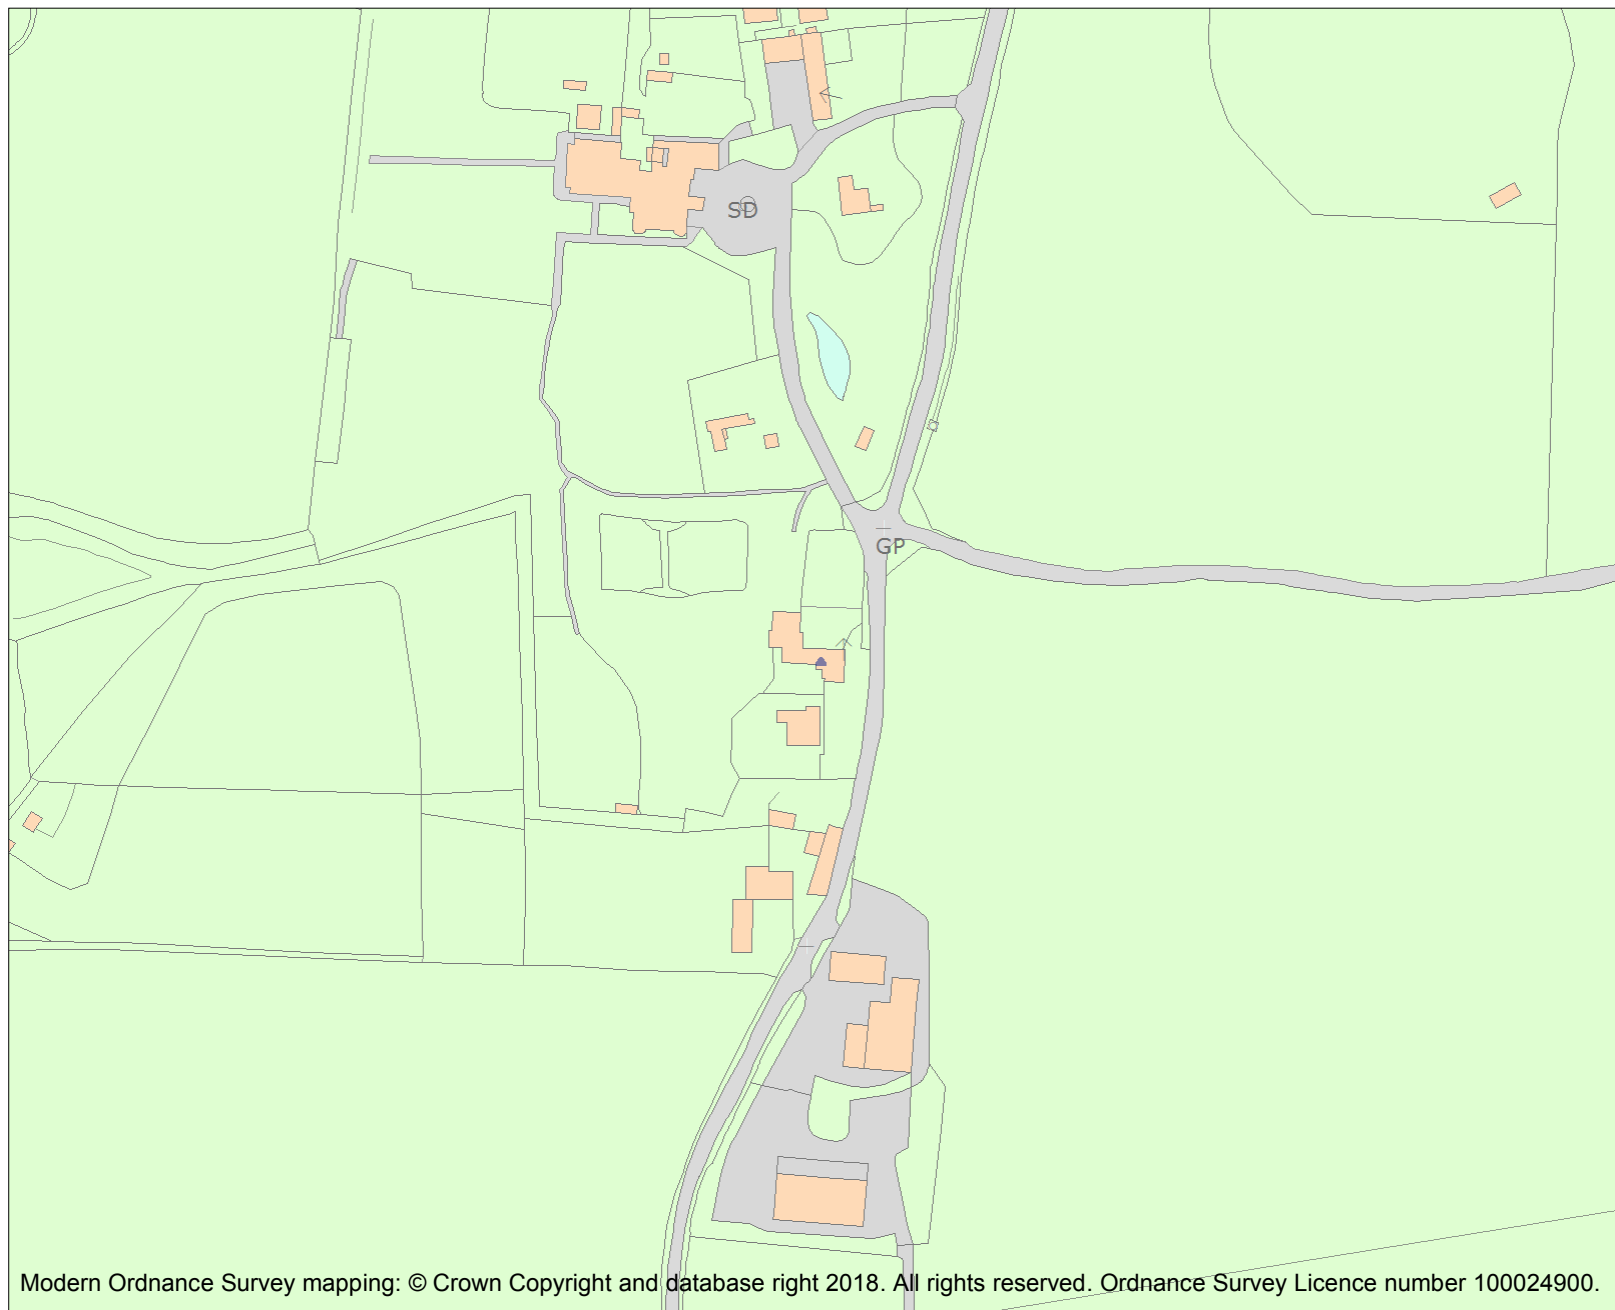 SD
GP
Modern Ordnance Survey mapping: © Crown Copyright and database right 2018. All rights reserved. Ordnance Survey Licence number 100024900.